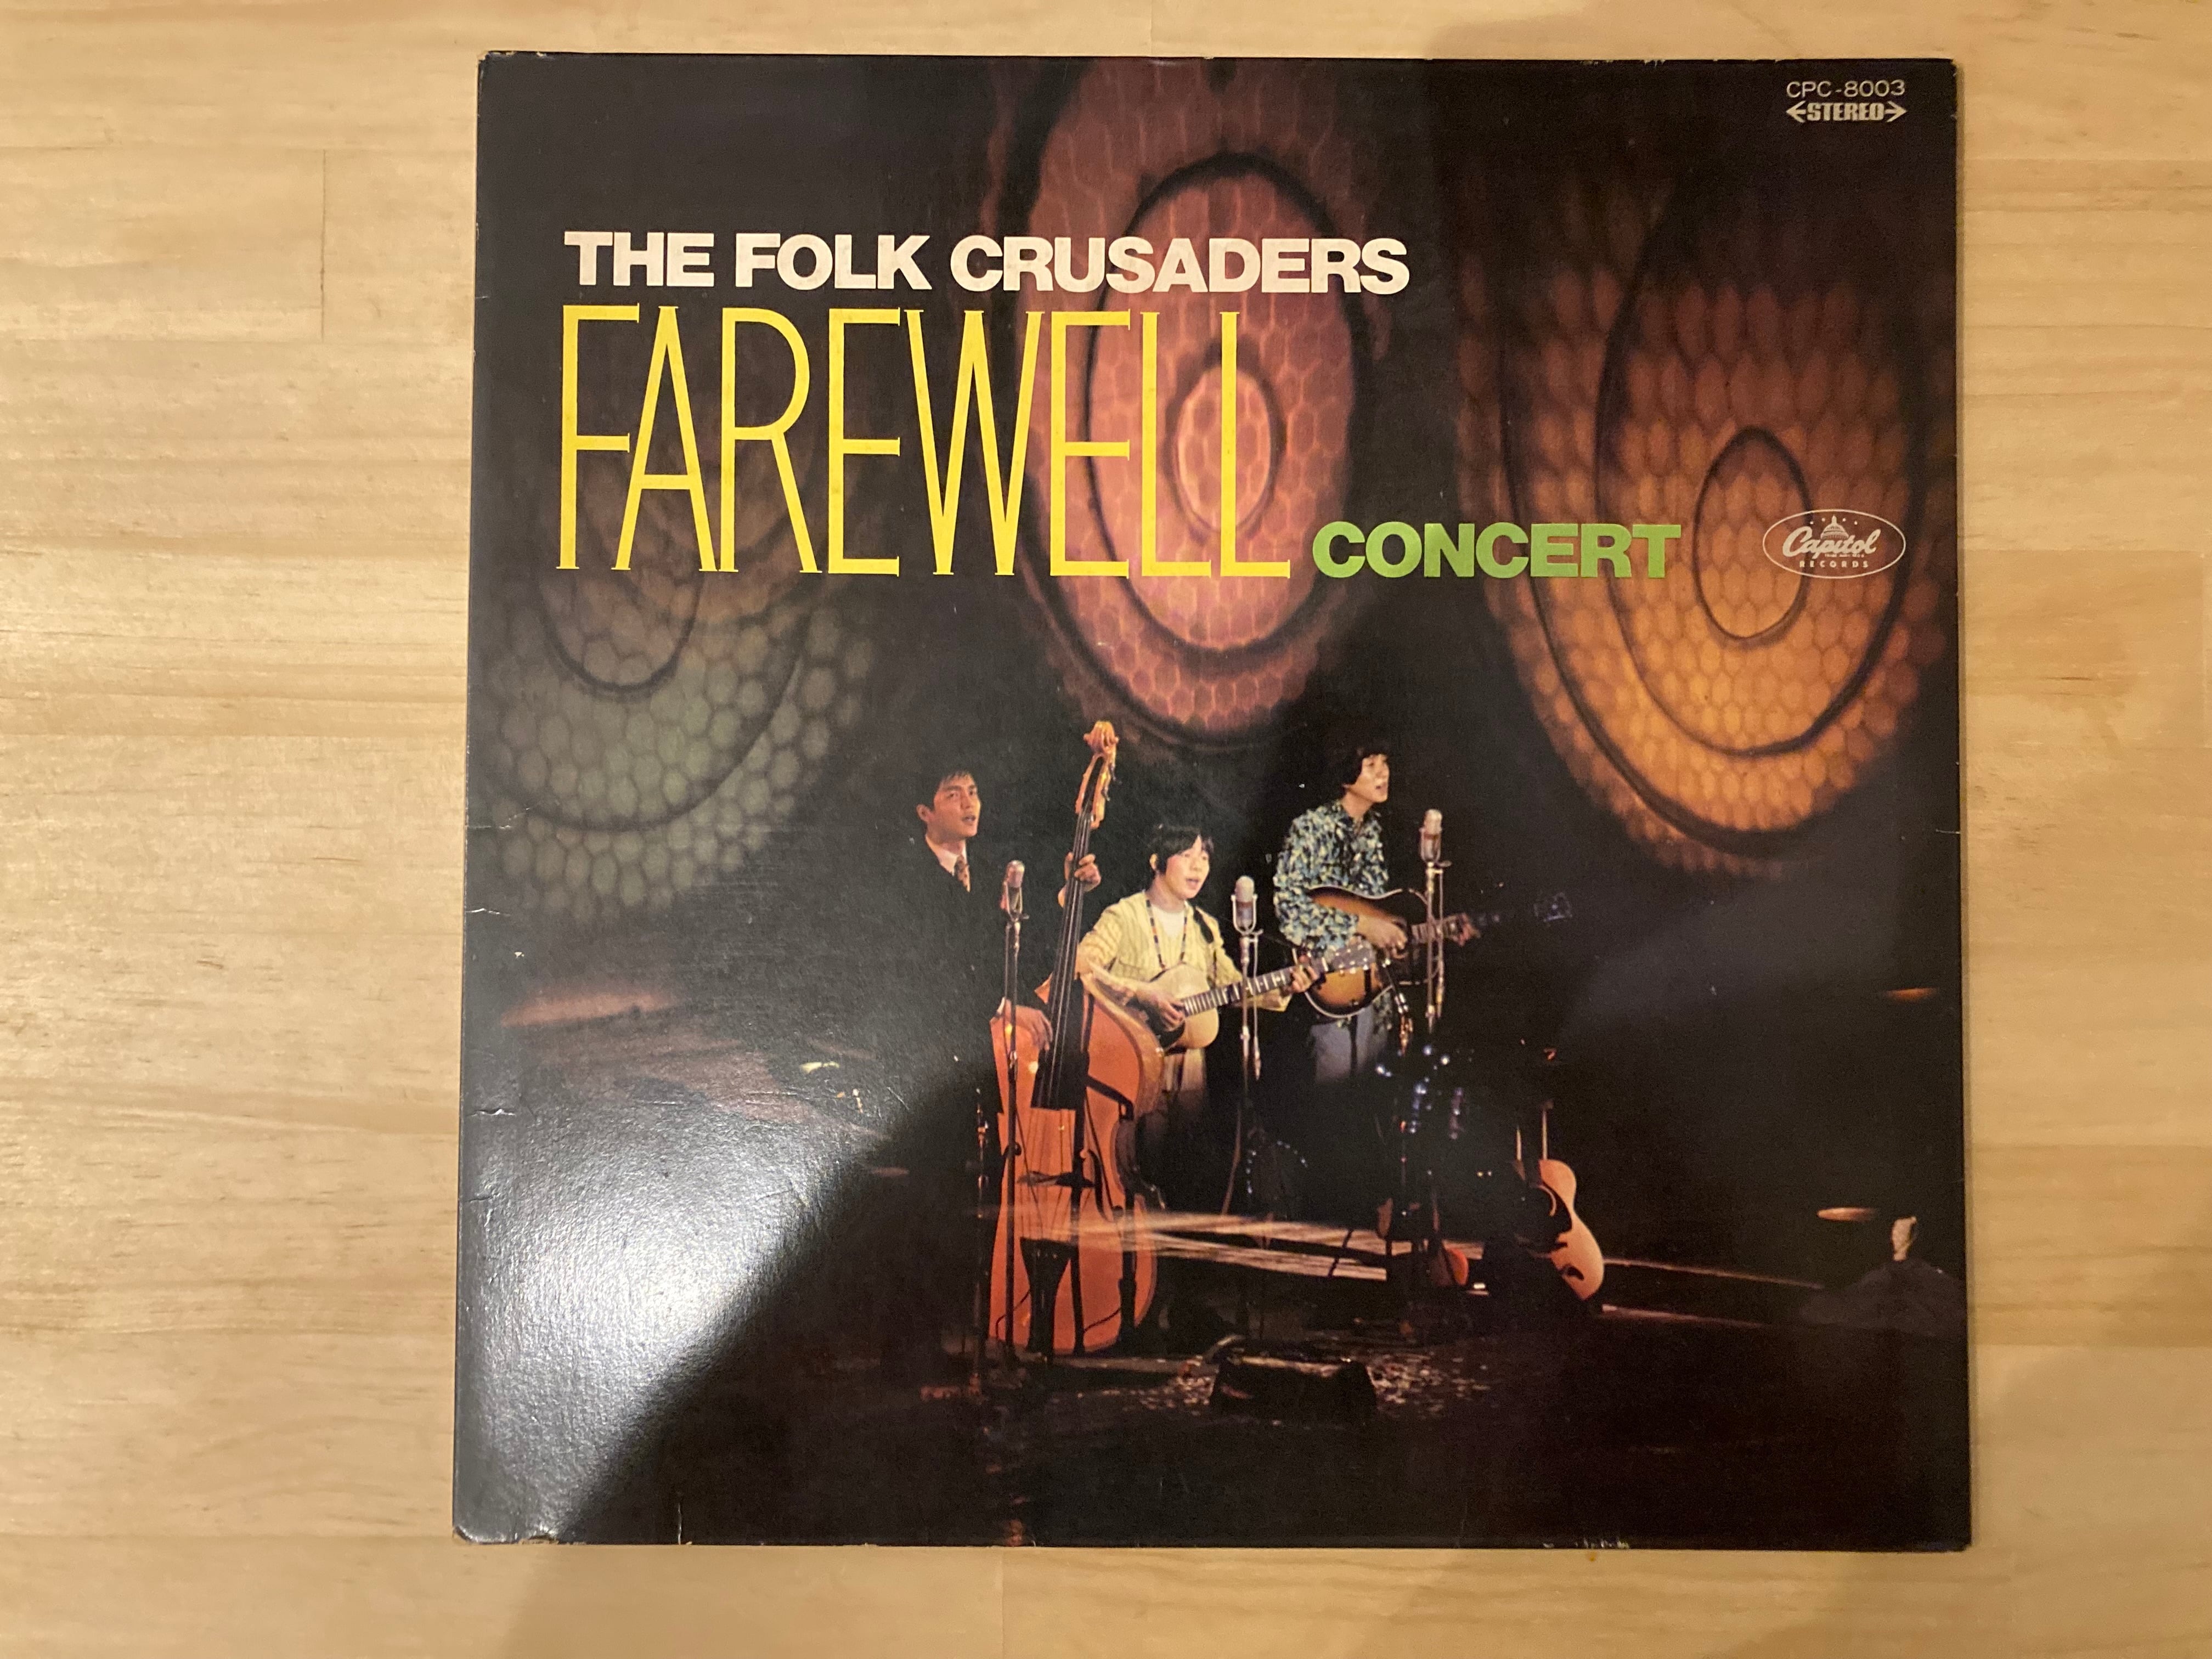 CPC-8003
STEREO
THE FOLK CRUSADERS
FAREWELL
CONCERT
Capitol
RECORDS